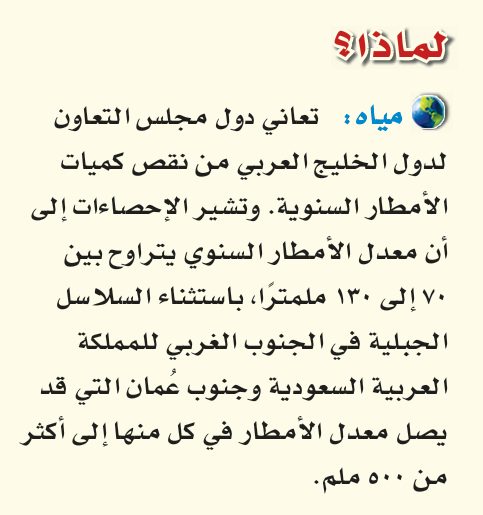 لماذا؟
مياه: تعاني دول مجلس التعاون
لدول الخليج العربي من نقص كميات
الأمطار السنوية. وتشير الإحصاءات إلى
أن معدل الأمطار السنوي يتراوح بين
٧٠ إلى ١٣٠ ملمترًا، باستثناء السلاسل
الجبلية في الجنوب الغربي للمملكة
العربية السعودية وجنوب عُمان التي قد
يصل معدل الأمطار في كل منها إلى أكثر
من ٥٠٠ ملم.